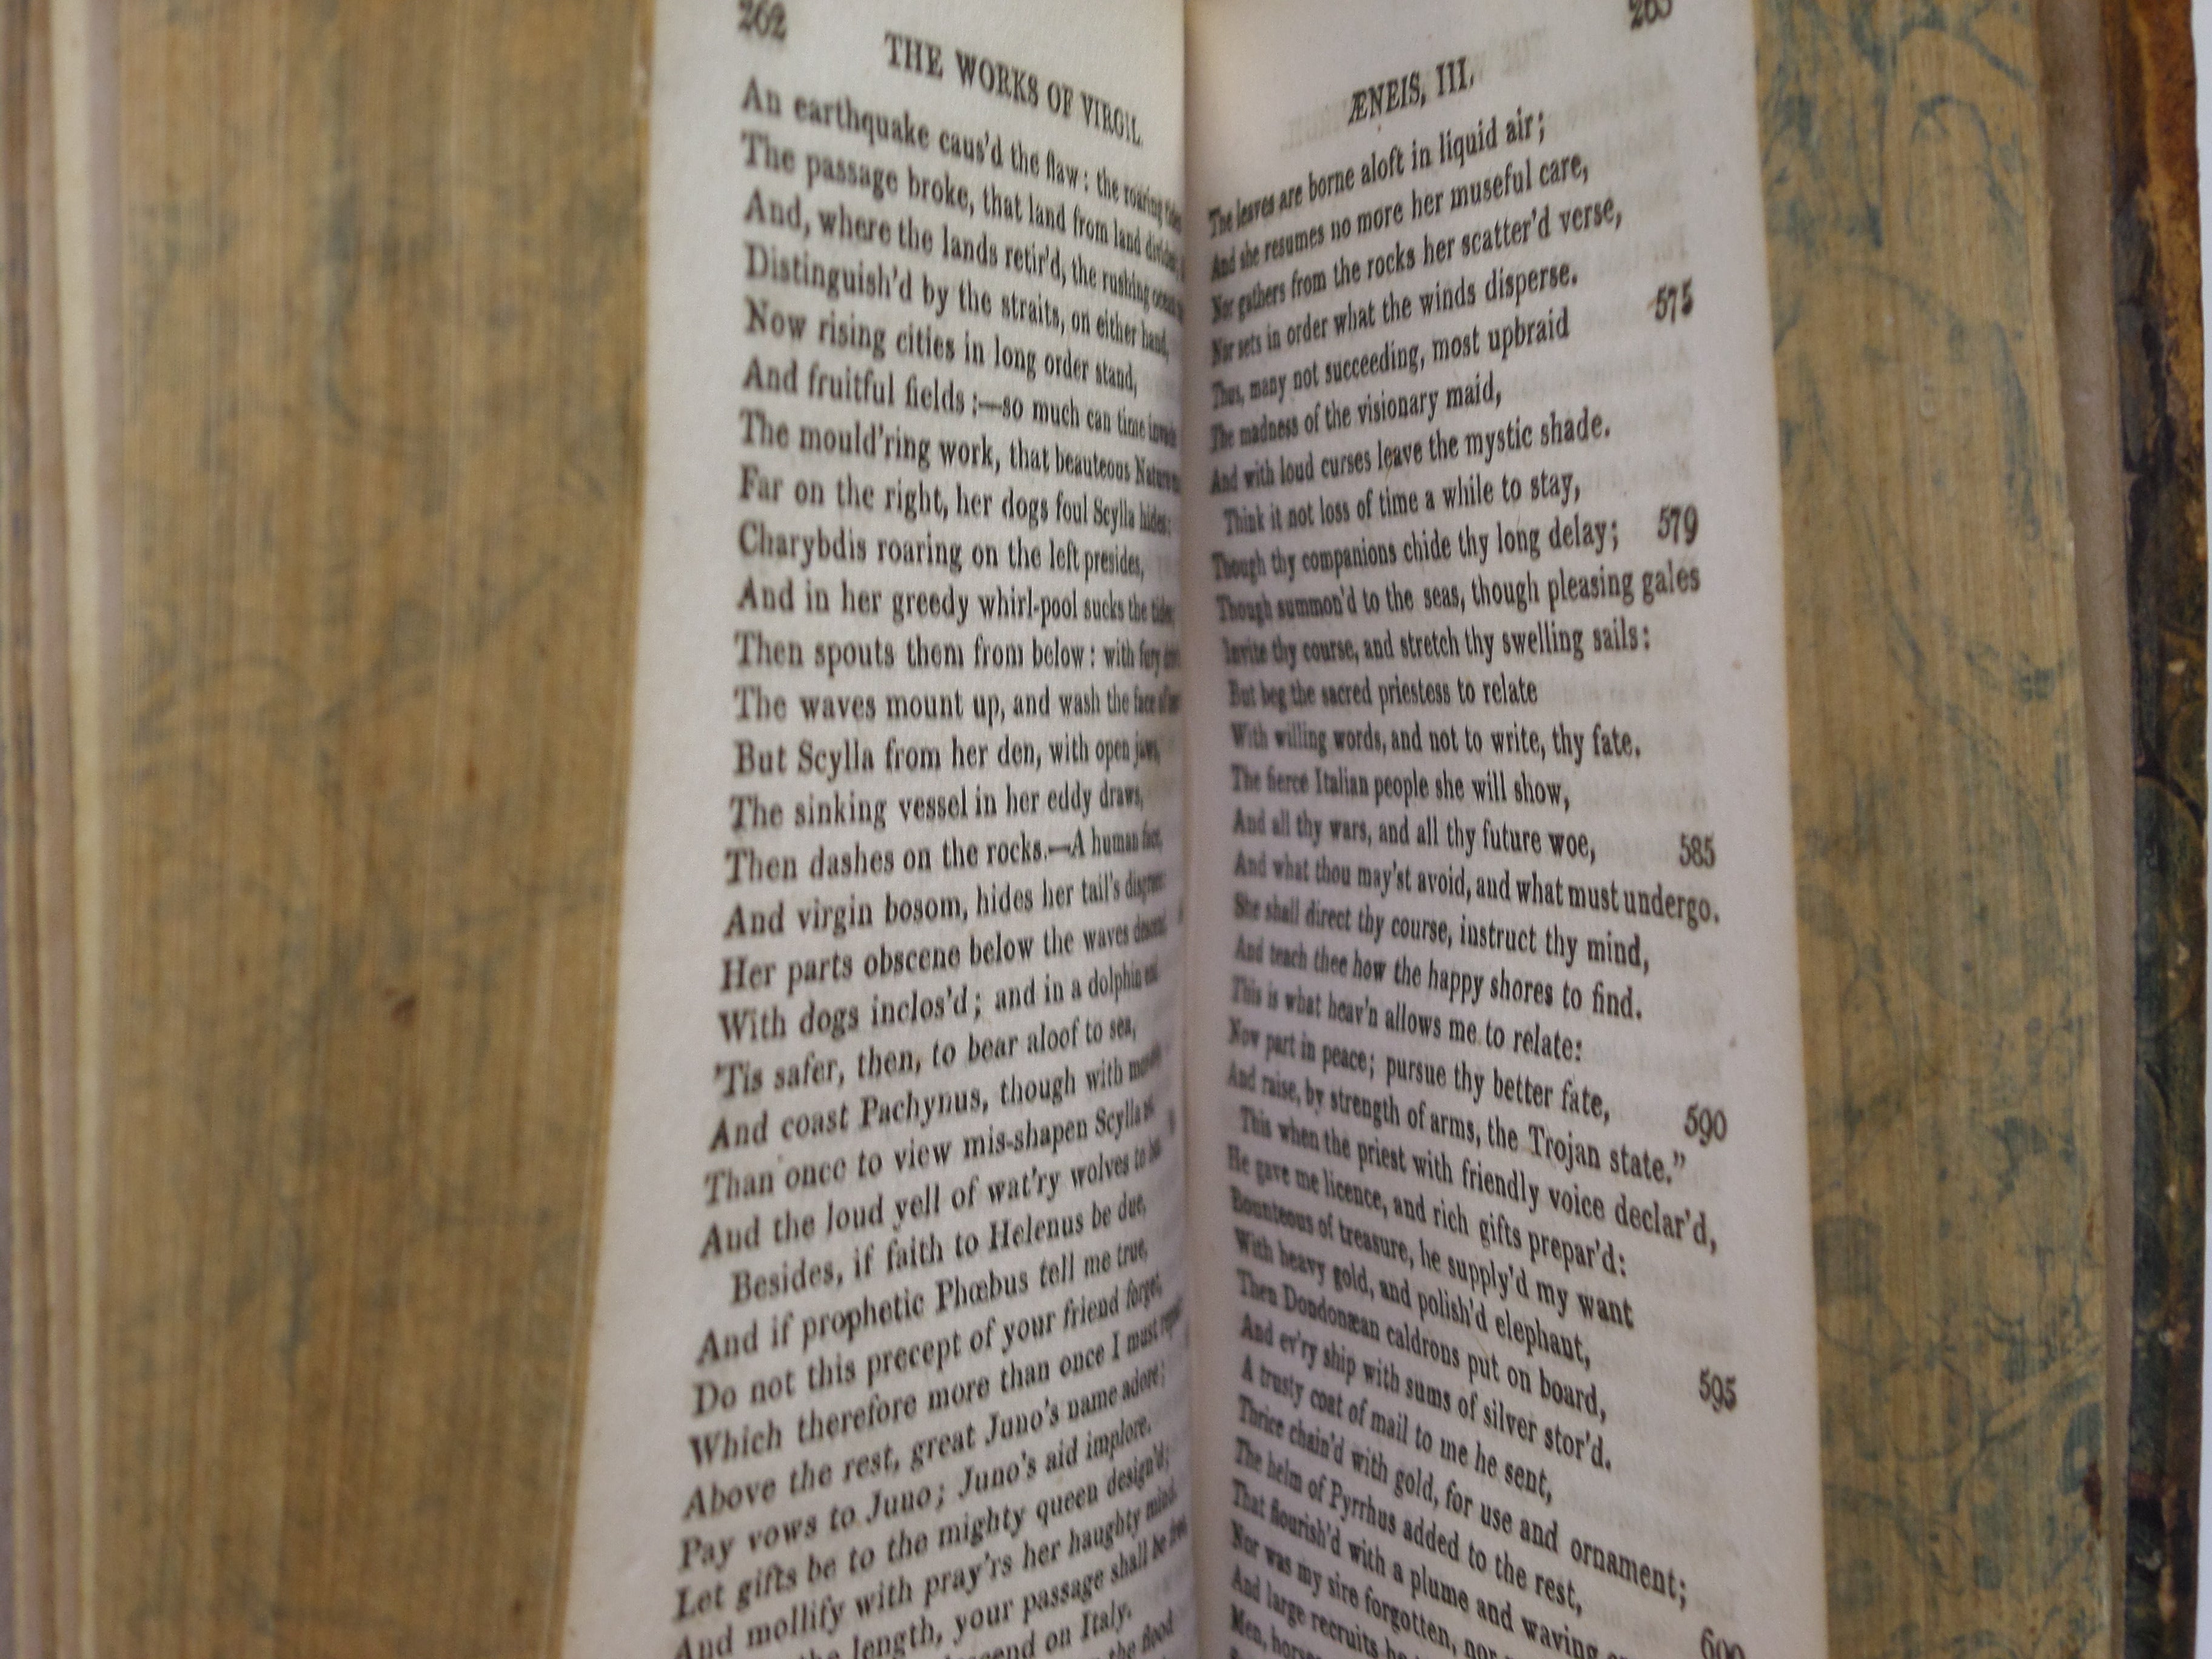 262
THE WORKS OF VIRGIL.
An earthquake caus'd the flaw: the roaring tides
The passage broke, that land from land divides;
And, where the lands retir'd, the rushing ocean
Distinguish'd by the straits, on either hand,
Now rising cities in long order stand,
And fruitful fields:—so much can time invade
The mould'ring work, that beauteous Nature
Far on the right, her dogs foul Scylla hides:
Charybdis roaring on the left presides,
And in her greedy whirl-pool sucks the tides;
Then spouts them from below: with fury
The waves mount up, and wash the face of
But Scylla from her den, with open jaws,
The sinking vessel in her eddy draws,
Then dashes on the rocks.—A human face,
And virgin bosom, hides her tail's disgrace:
Her parts obscene below the waves descend,
With dogs inclos'd; and in a dolphin end.
'Tis safer, then, to bear aloof to sea,
And coast Pachynus, though with more
Than once to view mis-shapen Scylla
And the loud yell of wat'ry wolves to
Besides, if faith to Helenus be due,
And if prophetic Phœbus tell me true,
Do not this precept of your friend forget,
Which therefore more than once I must repeat:
Above the rest, great Juno's name adore;
Pay vows to Juno; Juno's aid implore.
Let gifts be to the mighty queen design'd;
And mollify with pray'rs her haughty mind.
the length, your passage shall be free,
on Italy.
the flood
ÆNEIS, III.
The leaves are borne aloft in liquid air;
And she resumes no more her museful care,
Nor gathers from the rocks her scatter'd verse,
Nor sets in order what the winds disperse.
Thus, many not succeeding, most upbraid 575
The madness of the visionary maid,
And with loud curses leave the mystic shade.
Think it not loss of time a while to stay,
Though thy companions chide thy long delay; 579
Though summon'd to the seas, though pleasing gales
Invite thy course, and stretch thy swelling sails:
But beg the sacred priestess to relate
With willing words, and not to write, thy fate.
The fierce Italian people she will show,
And all thy wars, and all thy future woe, 585
And what thou may'st avoid, and what must undergo.
She shall direct thy course, instruct thy mind,
And teach thee how the happy shores to find.
This is what heav'n allows me to relate:
Now part in peace; pursue thy better fate, 590
And raise, by strength of arms, the Trojan state."
This when the priest with friendly voice declar'd,
He gave me licence, and rich gifts prepar'd:
Bounteous of treasure, he supply'd my want
With heavy gold, and polish'd elephant, 595
Then Dondonæan caldrons put on board,
And ev'ry ship with sums of silver stor'd.
A trusty coat of mail to me he sent,
Thrice chain'd with gold, for use and ornament;
The helm of Pyrrhus added to the rest, 600
That flourish'd with a plume and waving
Nor was my sire forgotten, nor
And large recruits he
Men, horses